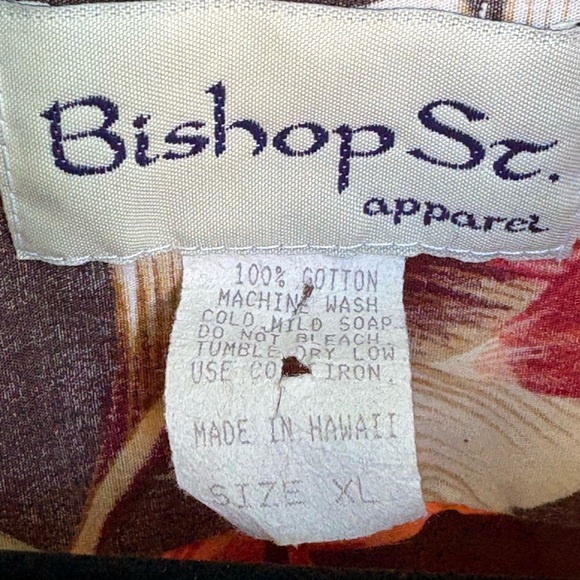 Bishop St.
apparel
100% COTTON
MACHINE WASH
COLD MILD SOAP
DO NOT BLEACH
TUMBLE DRY LOW
USE IRON.
MADE IN HAWAII
SIZE XL